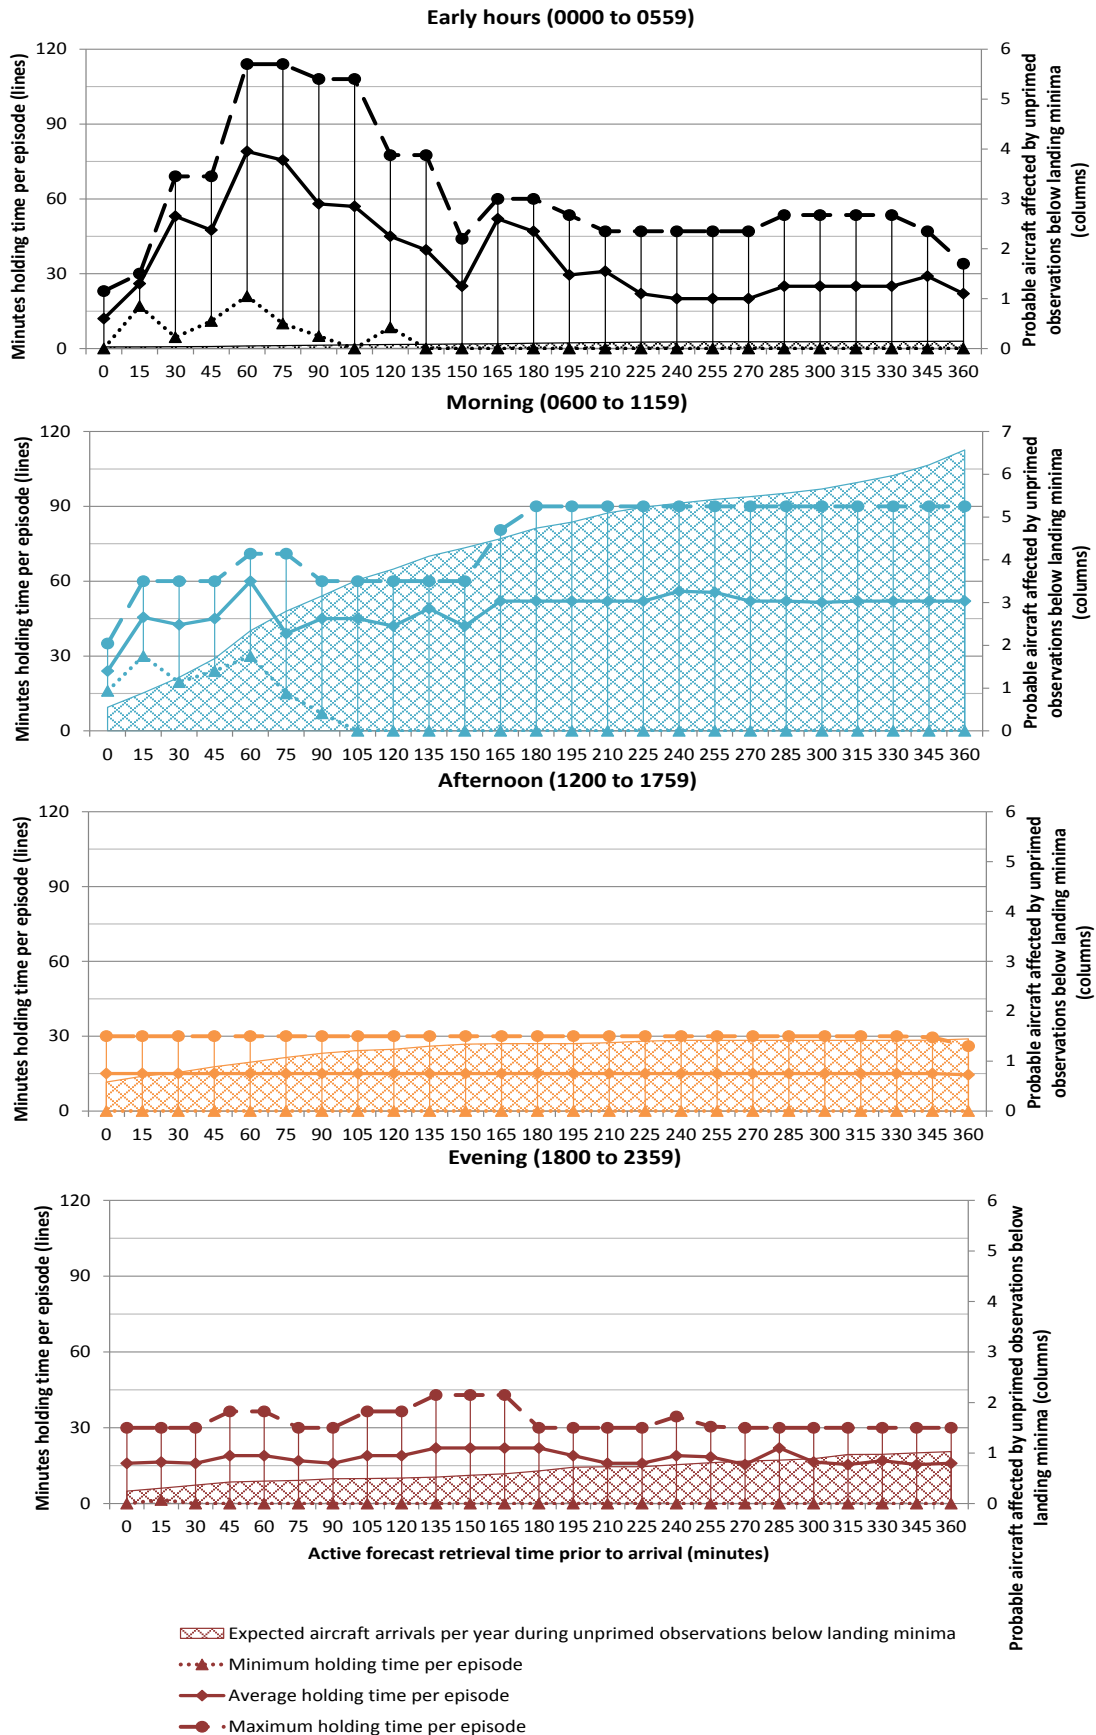 Early hours (0000 to 0559)
Minutes holding time per episode (lines)
120
90
60
30
0
6
5
4
3
2
1
0
Probable aircraft affected by unprimed
observations below landing minima
(columns)
0 15 30 45 60 75 90 105 120 135 150 165 180 195 210 225 240 255 270 285 300 315 330 345 360
Morning (0600 to 1159)
Minutes holding time per episode (lines)
120
90
60
30
0
7
6
5
4
3
2
1
0
Probable aircraft affected by unprimed
observations below landing minima
(columns)
0 15 30 45 60 75 90 105 120 135 150 165 180 195 210 225 240 255 270 285 300 315 330 345 360
Afternoon (1200 to 1759)
Minutes holding time per episode (lines)
120
90
60
30
0
6
5
4
3
2
1
0
Probable aircraft affected by unprimed
observations below landing minima
(columns)
0 15 30 45 60 75 90 105 120 135 150 165 180 195 210 225 240 255 270 285 300 315 330 345 360
Evening (1800 to 2359)
Minutes holding time per episode (lines)
120
90
60
30
0
6
5
4
3
2
1
0
Probable aircraft affected by unprimed observations below
landing minima (columns)
0 15 30 45 60 75 90 105 120 135 150 165 180 195 210 225 240 255 270 285 300 315 330 345 360
Active forecast retrieval time prior to arrival (minutes)
Expected aircraft arrivals per year during unprimed observations below landing minima
Minimum holding time per episode
Average holding time per episode
Maximum holding time per episode